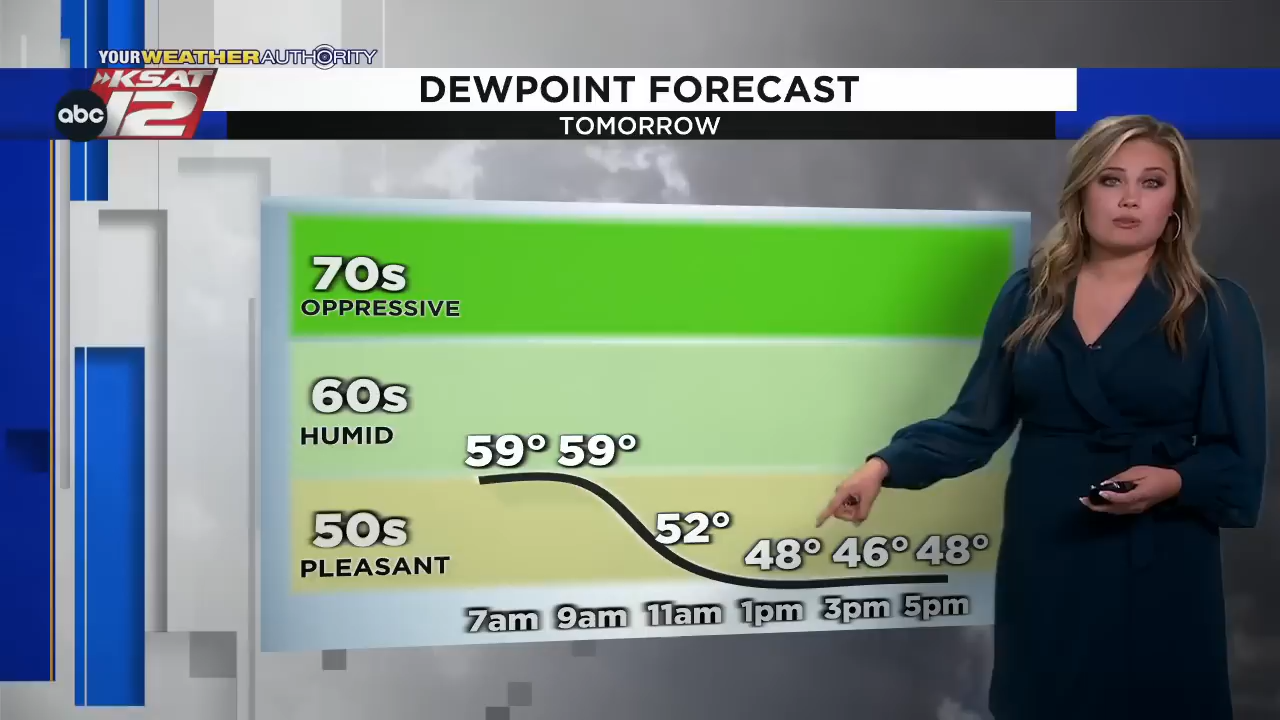 YOUR WEATHER AUTHORITY
KSAT
abc 12
DEWPOINT FORECAST
TOMORROW
70s
OPPRESSIVE
60s
HUMID
59° 59°
50s
52°
48° 46° 48°
PLEASANT
7am 9am 11am 1pm 3pm 5pm